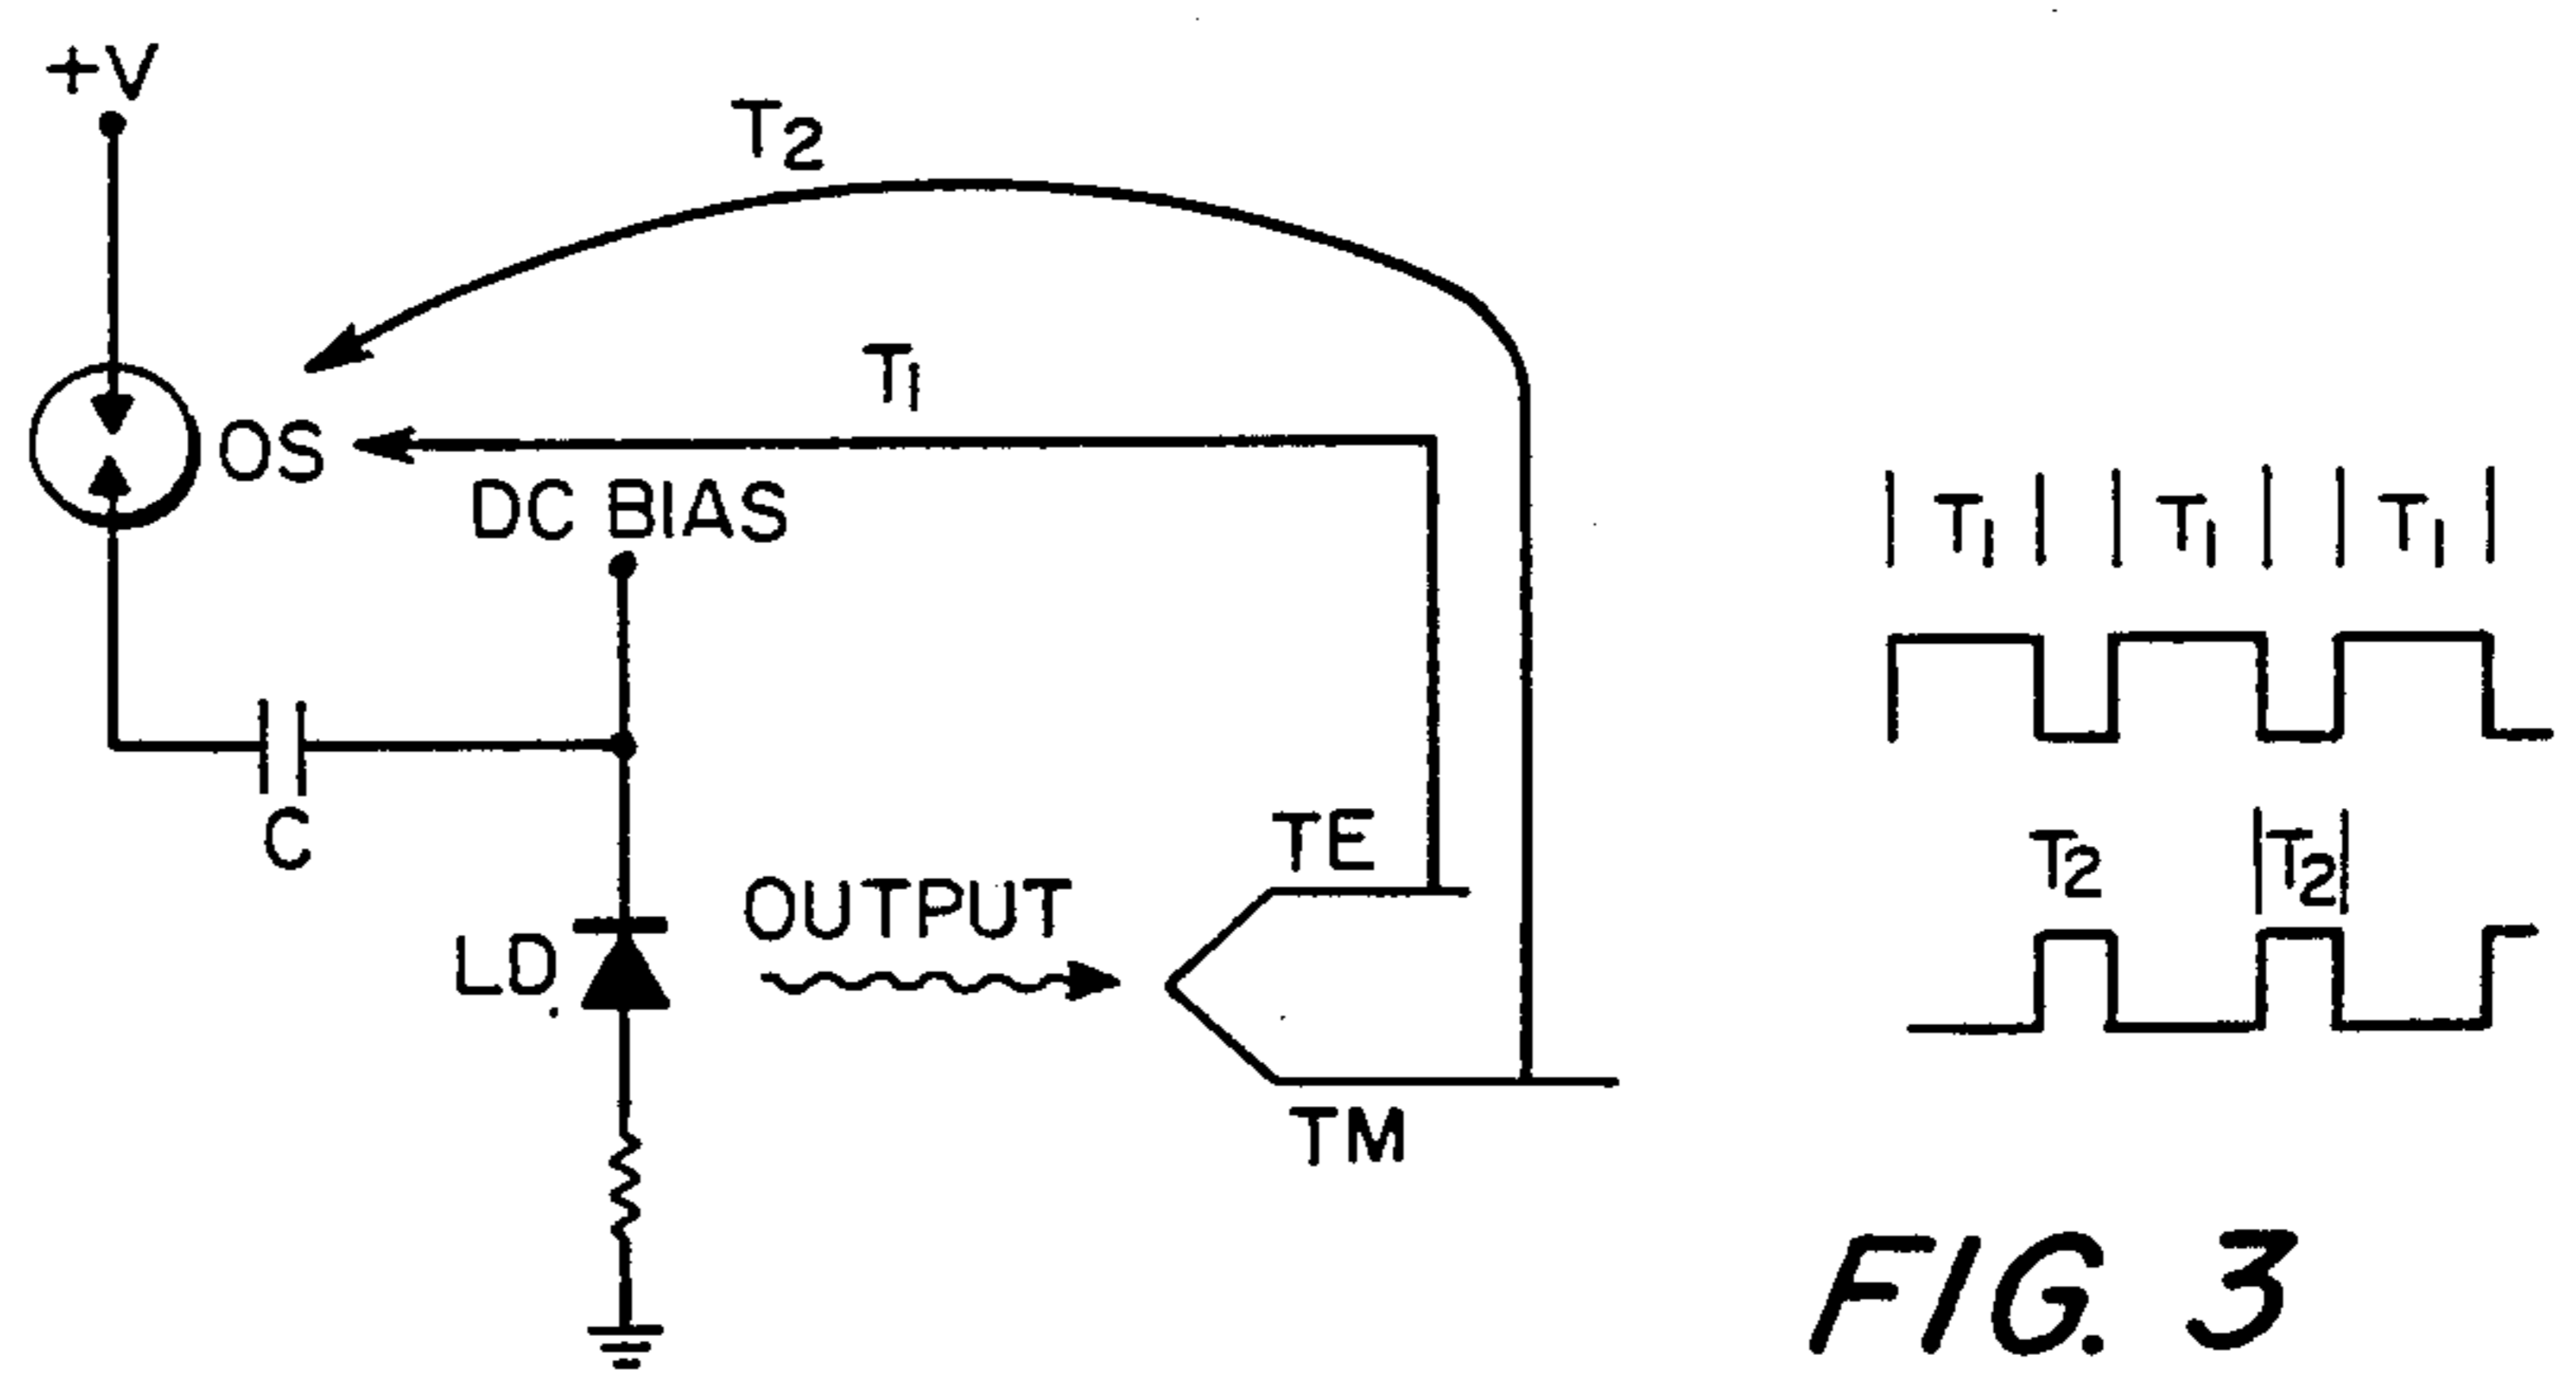 +V
T2
T1
OS
DC BIAS
T1 T1 T1
C
TE
T2 T2
OUTPUT
LD
TM
FIG. 3